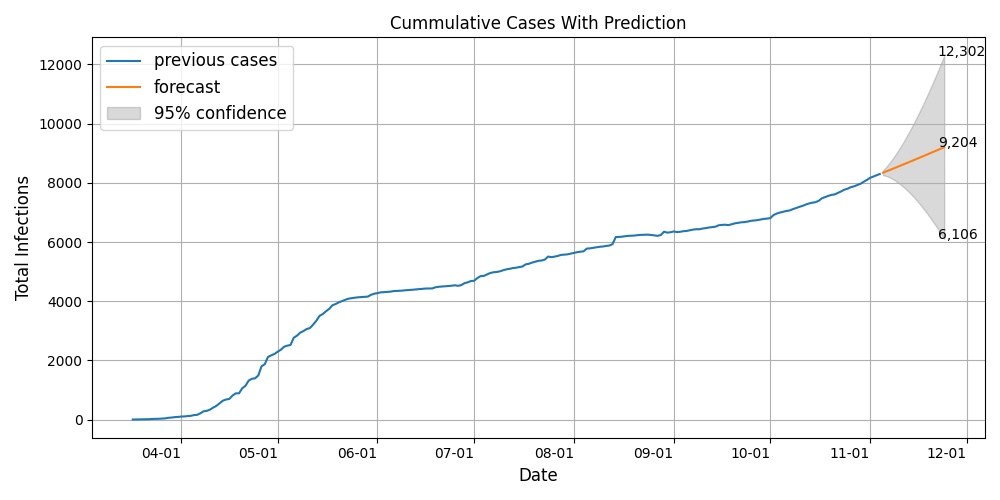 Cummulative Cases With Prediction
previous cases
forecast
95% confidence
12,302
9,204
6,106
Total Infections
12000
10000
8000
6000
4000
2000
0
04-01 05-01 06-01 07-01 08-01 09-01 10-01 11-01 12-01
Date